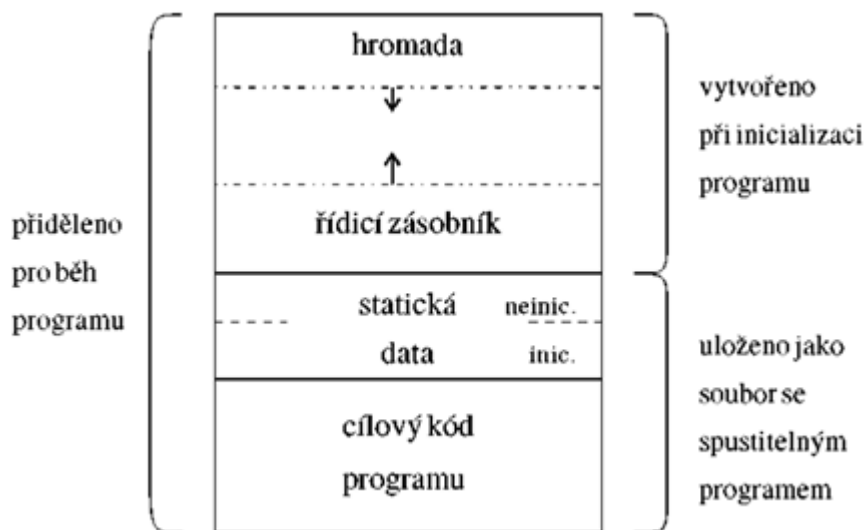 hromada
řídicí zásobník
statická neinic.
data inic.
cílový kód
programu
přiděleno
pro běh
programu
vytvořeno
při inicializaci
programu
uloženo jako
soubor se
spustitelným
programem